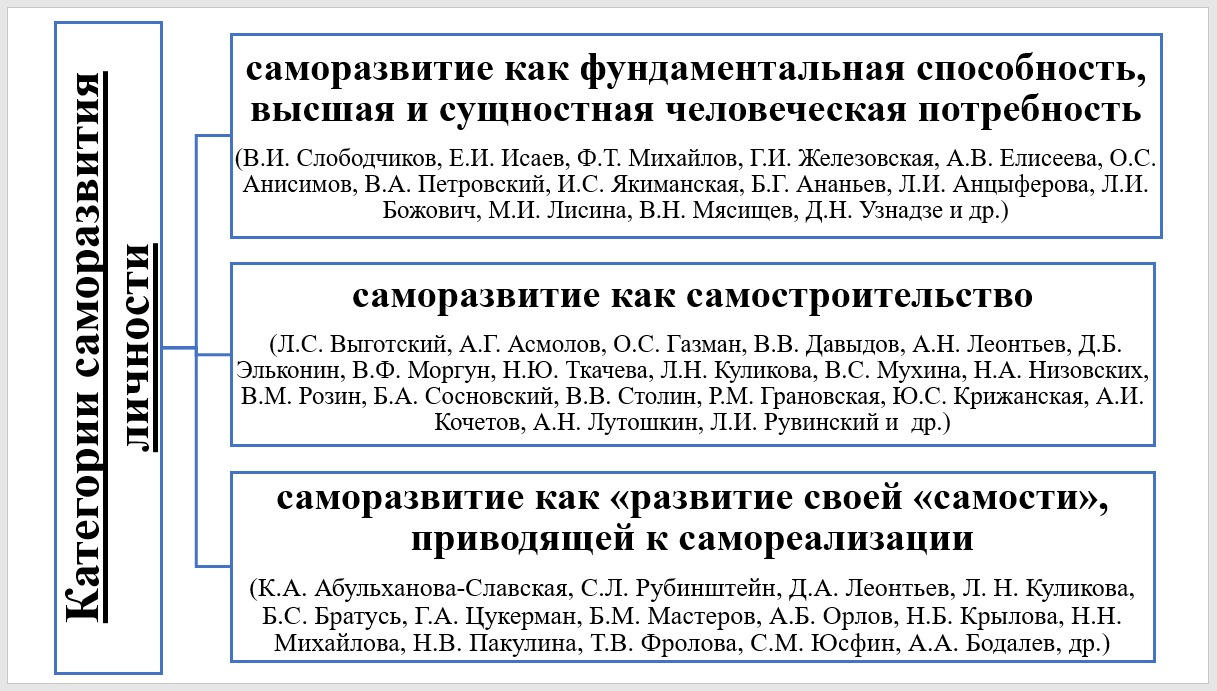 Категории саморазвития
личности
саморазвитие как фундаментальная способность,
высшая и сущностная человеческая потребность
(В.И. Слободчиков, Е.И. Исаев, Ф.Т. Михайлов, Г.И. Железовская, А.В. Елисеева, О.С.
Анисимов, В.А. Петровский, И.С. Якиманская, Б.Г. Ананьев, Л.И. Анцыферова, Л.И.
Божович, М.И. Лисина, В.Н. Мясищев, Д.Н. Узнадзе и др.)
саморазвитие как самостроительство
(Л.С. Выготский, А.Г. Асмолов, О.С. Газман, В.В. Давыдов, А.Н. Леонтьев, Д.Б.
Эльконин, В.Ф. Моргун, Н.Ю. Ткачева, Л.Н. Куликова, В.С. Мухина, Н.А. Низовских,
В.М. Розин, Б.А. Сосновский, В.В. Столин, Р.М. Грановская, Ю.С. Крижанская, А.И.
Кочетов, А.Н. Лутошкин, Л.И. Рувинский и  др.)
саморазвитие как «развитие своей «самости»,
приводящей к самореализации
(К.А. Абульханова-Славская, С.Л. Рубинштейн, Д.А. Леонтьев, Л. Н. Куликова,
Б.С. Братусь, Г.А. Цукерман, Б.М. Мастеров, А.Б. Орлов, Н.Б. Крылова, Н.Н.
Михайлова, Н.В. Пакулина, Т.В. Фролова, С.М. Юсфин, А.А. Бодалев, др.)